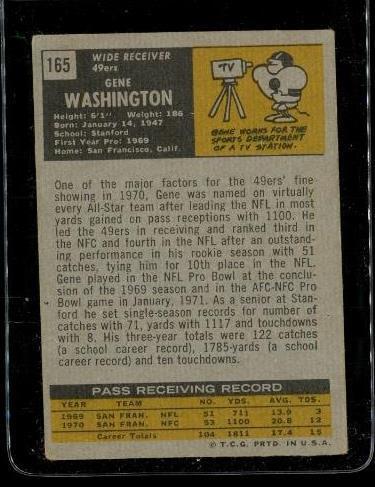 165
WIDE RECEIVER
49ers
GENE
WASHINGTON
Height: 6'1" Weight: 186
Born: January 14, 1947
School: Stanford
First Year Pro: 1969
Home: San Francisco, Calif.
TV
GENE WORKS FOR THE
SPORTS DEPARTMENT
OF A TV STATION.
One of the major factors for the 49ers' fine
showing in 1970, Gene was named on virtually
every All-Star team after leading the NFL in most
yards gained on pass receptions with 1100. He
led the 49ers in receiving and ranked third in
the NFC and fourth in the NFL after an outstand-
ing performance in his rookie season with 51
catches, tying him for 10th place in the NFL.
Gene played in the NFL Pro Bowl at the conclu-
sion of the 1969 season and in the AFC-NFC Pro
Bowl game in January, 1971. As a senior at Stan-
ford he set single-season records for number
of catches with 71, yards with 1117 and touchdowns
with 8. His three-year totals were 122 catches
(a school career record), 1785-yards (a school
career record) and ten touchdowns.
PASS RECEIVING RECORD
YEAR TEAM NO. YDS. AVG. TDS.
1969 SAN FRAN. NFL 51 711 13.9 3
1970 SAN FRAN. NFC 53 1100 20.8 12
Career Totals 104 1811 17.4 15
© T.C.G. PRTD. IN U.S.A.